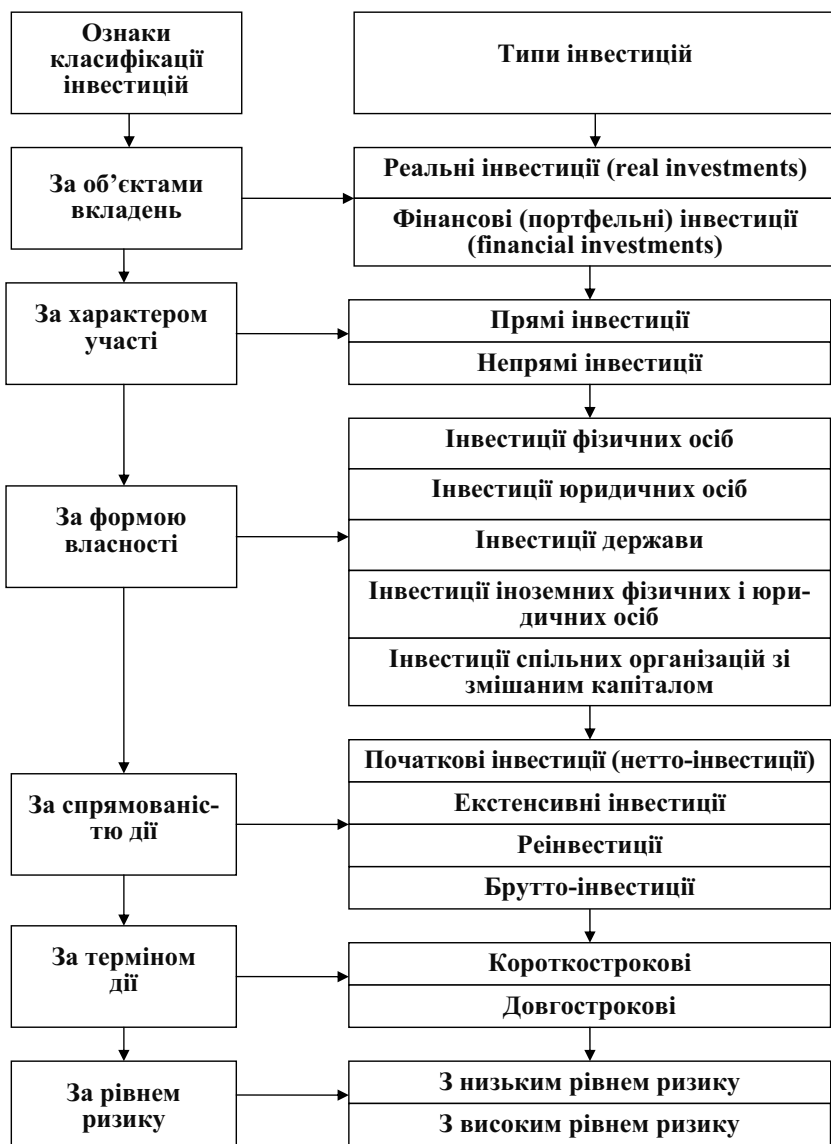 Ознаки
класифікації
інвестицій
Типи інвестицій
За об’єктами
вкладень
Реальні інвестиції (real investments)
Фінансові (портфельні) інвестиції
(financial investments)
За характером
участі
Прямі інвестиції
Непрямі інвестиції
За формою
власності
Інвестиції фізичних осіб
Інвестиції юридичних осіб
Інвестиції держави
Інвестиції іноземних фізичних і юри-
дичних осіб
Інвестиції спільних організацій зі
змішаним капіталом
За спрямованіс-
тю дії
Початкові інвестиції (нетто-інвестиції)
Екстенсивні інвестиції
Реінвестиції
Брутто-інвестиції
За терміном
дії
Короткострокові
Довгострокові
За рівнем
ризику
З низьким рівнем ризику
З високим рівнем ризику